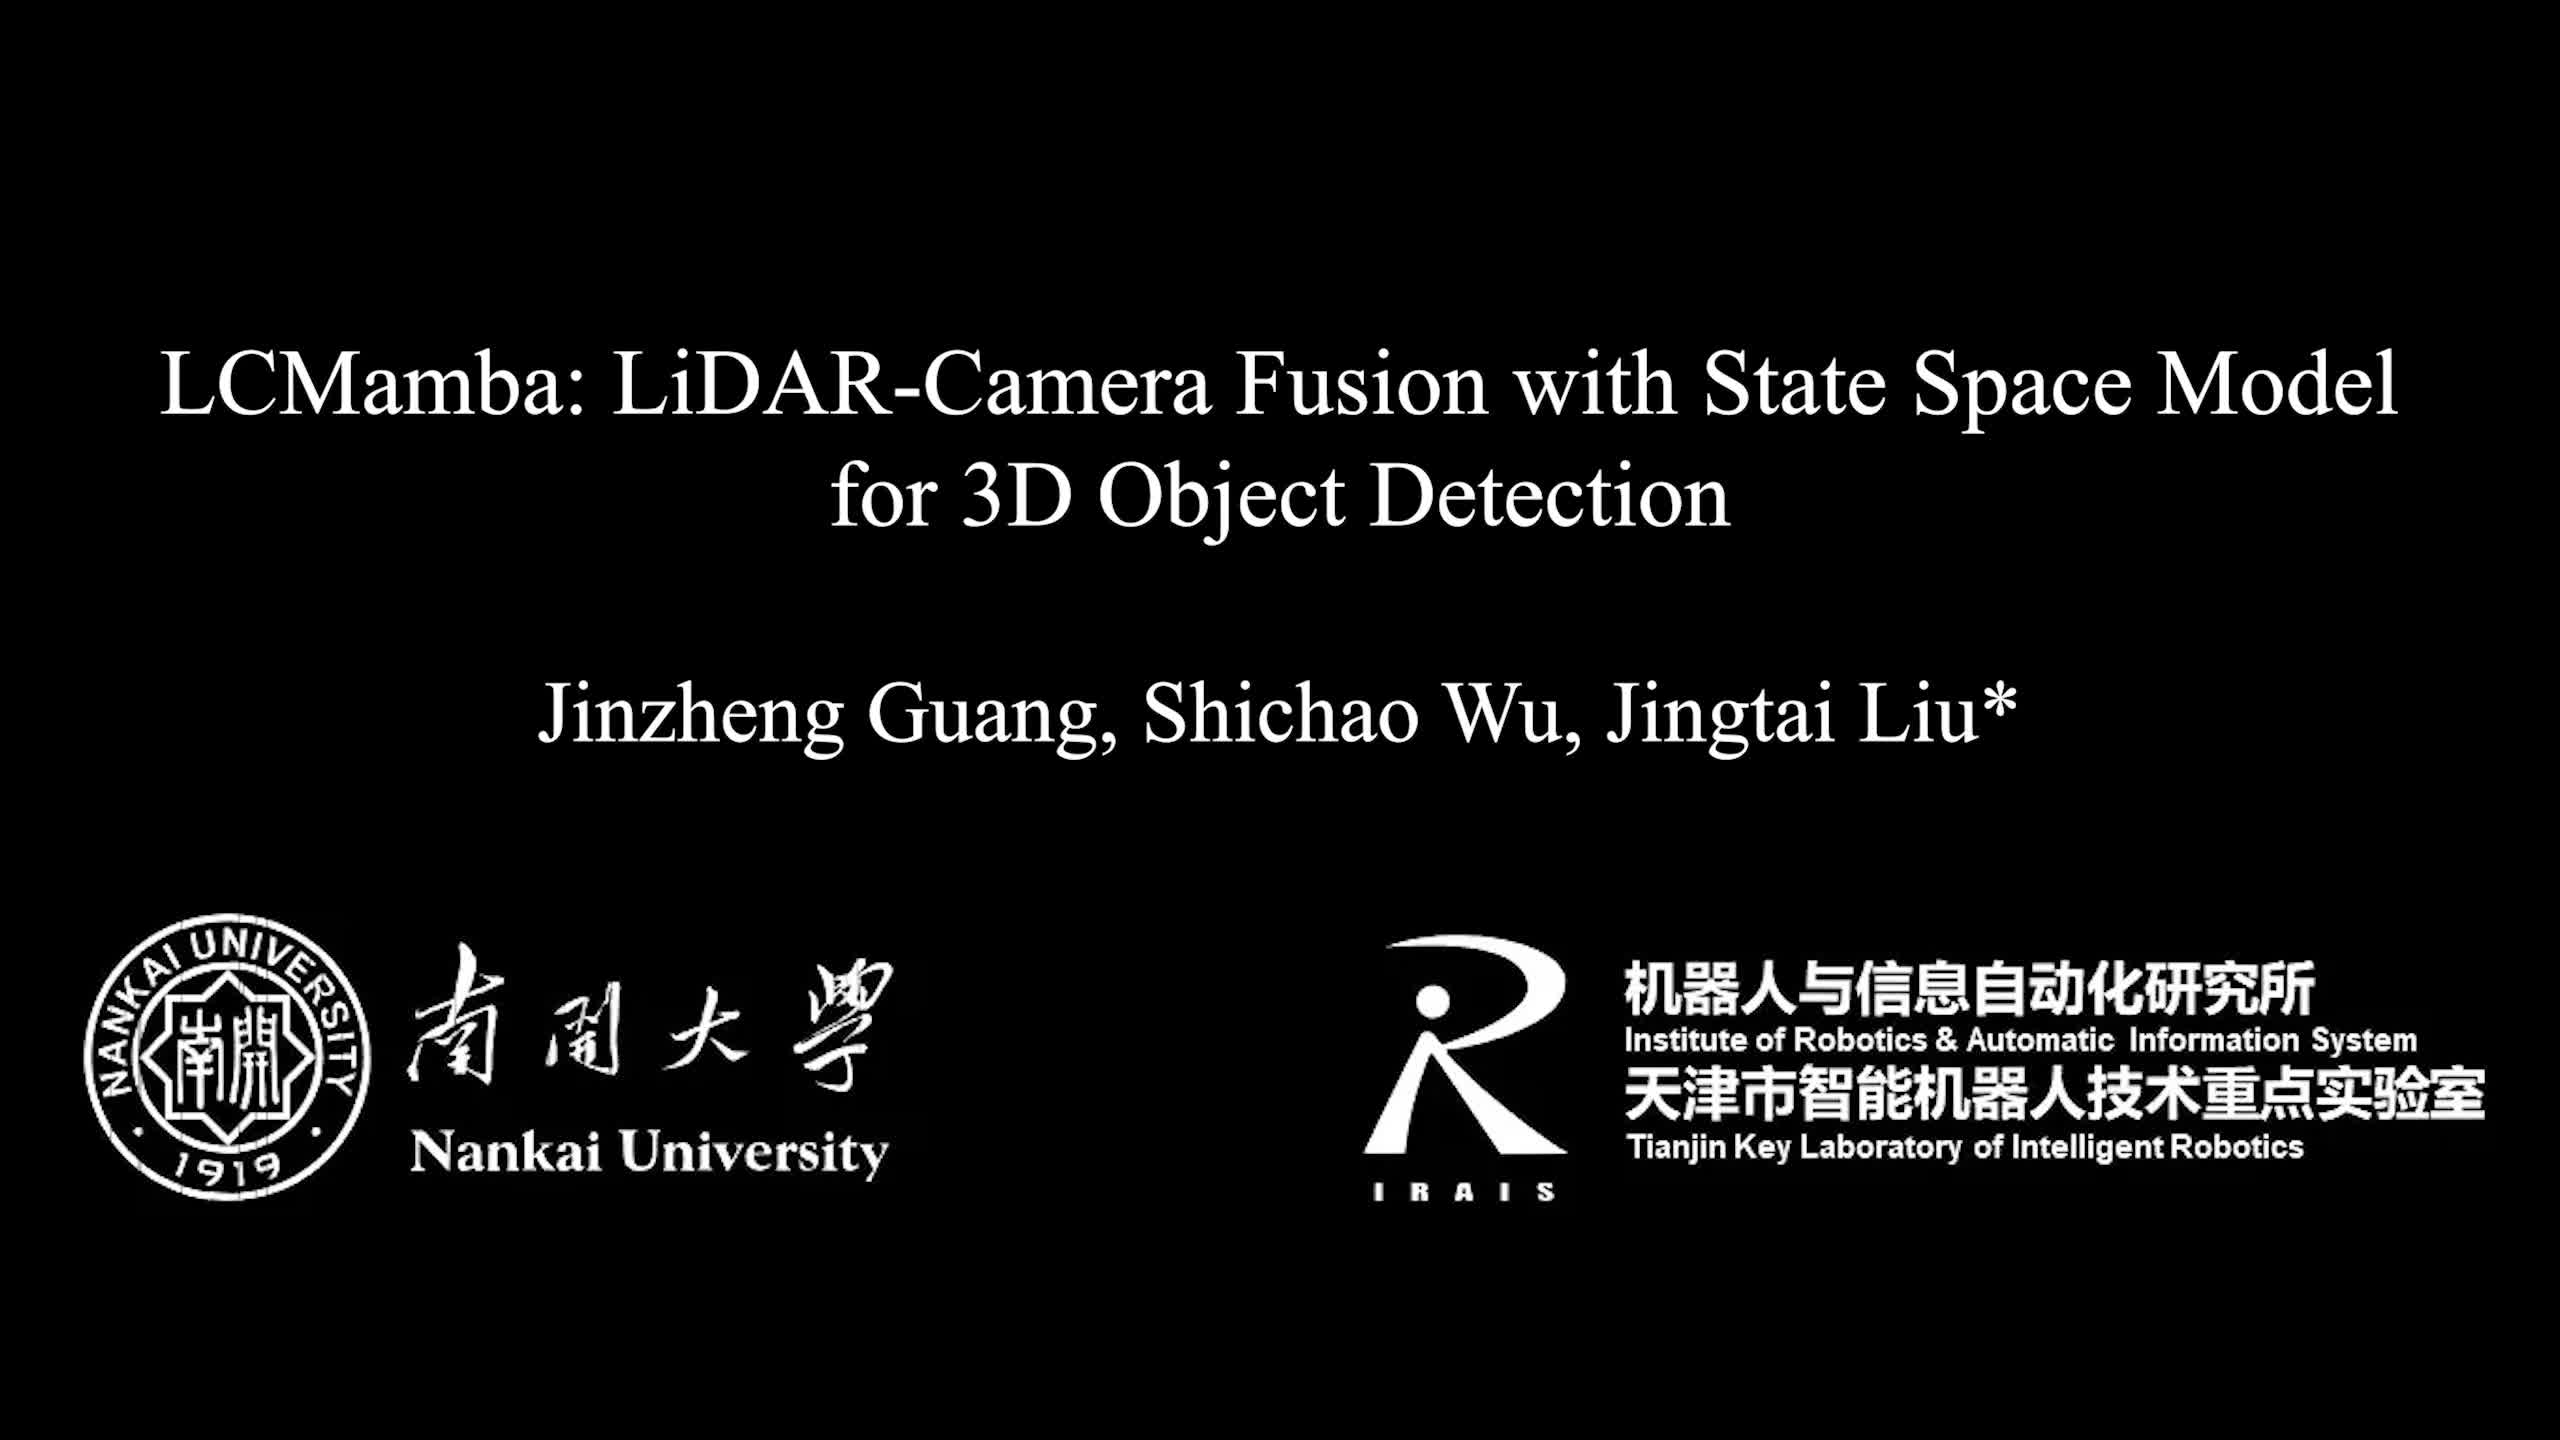 LCMamba: LiDAR-Camera Fusion with State Space Model
for 3D Object Detection
Jinzheng Guang, Shichao Wu, Jingtai Liu*
NANKAI UNIVERSITY
南開
1919
南開大學
Nankai University
IRAIS
机器人与信息自动化研究所
Institute of Robotics & Automatic Information System
天津市智能机器人技术重点实验室
Tianjin Key Laboratory of Intelligent Robotics